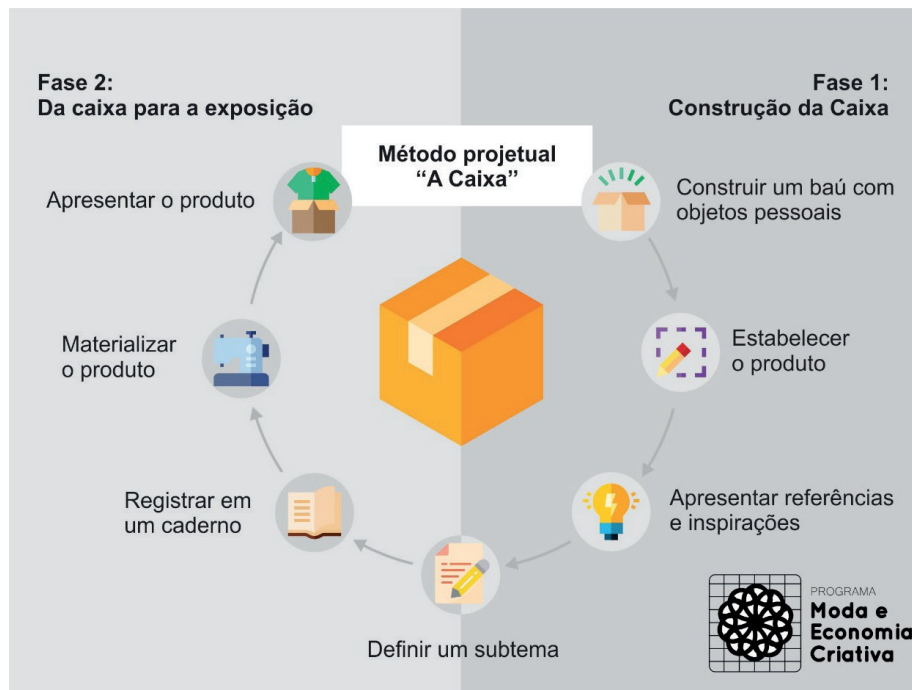 Fase 2:
Da caixa para a exposição
Fase 1:
Construção da Caixa
Método projetual
“A Caixa”
Construir um baú com
objetos pessoais
Estabelecer
o produto
Apresentar referências
e inspirações
Definir um subtema
Registrar em
um caderno
Materializar
o produto
Apresentar o produto
PROGRAMA
Moda e
Economia
Criativa